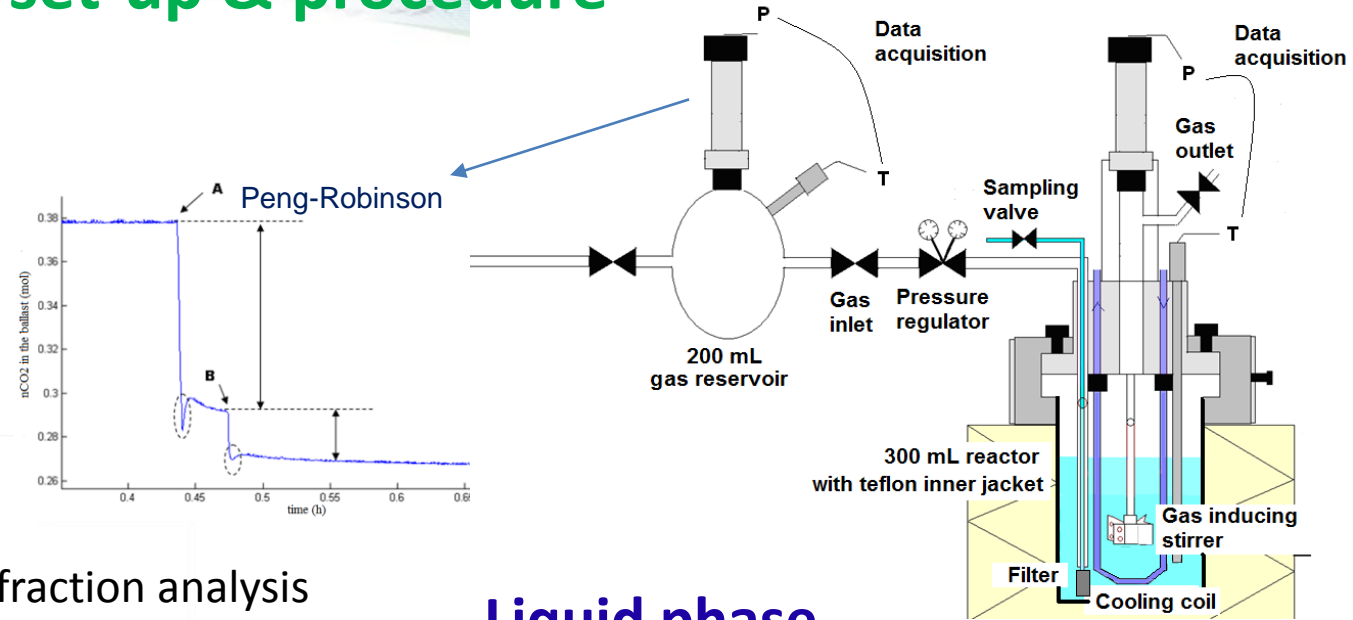 set-up & procedure
P
Data
acquisition
T
Peng-Robinson
A
B
nCO2 in the ballast (mol)
0.38
0.36
0.34
0.32
0.3
0.28
0.26
0.4
0.45
0.5
0.55
0.6
0.65
time (h)
200 mL
gas reservoir
Gas
inlet
Pressure
regulator
Sampling
valve
P
Data
acquisition
Gas
outlet
T
300 mL reactor
with teflon inner jacket
Gas inducing
stirrer
Filter
Cooling coil
fraction analysis
Liquid phase